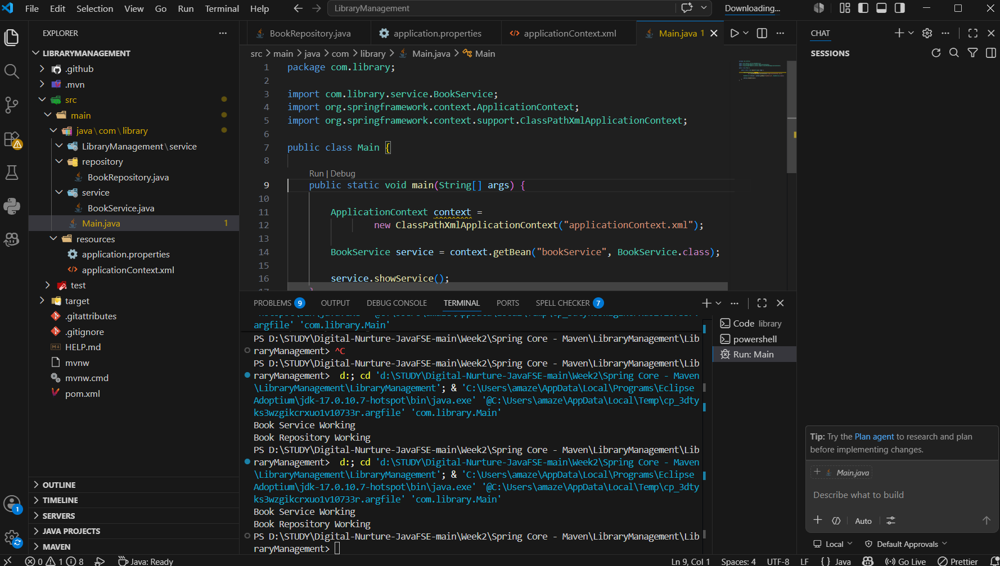 File Edit Selection View Go Run Terminal Help
LibraryManagement
Downloading...
EXPLORER
LIBRARYMANAGEMENT
.github
.mvn
src
main
java\com\library
LibraryManagement\service
repository
BookRepository.java
service
BookService.java
Main.java 1
resources
application.properties
applicationContext.xml
test
target
.gitattributes
.gitignore
HELP.md
mvnw
mvnw.cmd
pom.xml
OUTLINE
TIMELINE
SERVERS
JAVA PROJECTS
MAVEN
1
BookRepository.java application.properties applicationContext.xml Main.java 1
src > main > java > com > library > Main.java > Main
1 package com.library;
2
3 import com.library.service.BookService;
4 import org.springframework.context.ApplicationContext;
5 import org.springframework.context.support.ClassPathXmlApplicationContext;
6
7 public class Main {
8
Run | Debug
9 public static void main(String[] args) {
10
11 ApplicationContext context =
12 new ClassPathXmlApplicationContext("applicationContext.xml");
13
14 BookService service = context.getBean("bookService", BookService.class);
15
16 service.showService();
PROBLEMS 9 OUTPUT DEBUG CONSOLE TERMINAL PORTS SPELL CHECKER 7
argfile' 'com.library.Main'
PS D:\STUDY\Digital-Nurture-JavaFSE-main\Week2\Spring Core - Maven\LibraryManagement\Lib
raryManagement> ^C
PS D:\STUDY\Digital-Nurture-JavaFSE-main\Week2\Spring Core - Maven\LibraryManagement\Lib
raryManagement> d:; cd 'd:\STUDY\Digital-Nurture-JavaFSE-main\Week2\Spring Core - Maven
\LibraryManagement\LibraryManagement'; & 'C:\Users\amaze\AppData\Local\Programs\Eclipse
Adoptium\jdk-17.0.10.7-hotspot\bin\java.exe' '@C:\Users\amaze\AppData\Local\Temp\cp_3dty
ks3wzgikcrxuo1v10733r.argfile' 'com.library.Main'
Book Service Working
Book Repository Working
PS D:\STUDY\Digital-Nurture-JavaFSE-main\Week2\Spring Core - Maven\LibraryManagement\Lib
raryManagement> d:; cd 'd:\STUDY\Digital-Nurture-JavaFSE-main\Week2\Spring Core - Maven
\LibraryManagement\LibraryManagement'; & 'C:\Users\amaze\AppData\Local\Programs\Eclipse
Adoptium\jdk-17.0.10.7-hotspot\bin\java.exe' '@C:\Users\amaze\AppData\Local\Temp\cp_3dty
ks3wzgikcrxuo1v10733r.argfile' 'com.library.Main'
Book Service Working
Book Repository Working
PS D:\STUDY\Digital-Nurture-JavaFSE-main\Week2\Spring Core - Maven\LibraryManagement\Lib
raryManagement>
Code library
powershell
Run: Main
CHAT
SESSIONS
Tip: Try the Plan agent to research and plan
before implementing changes.
Main.java
Describe what to build
Auto
Local Default Approvals
0 1 8 Java: Ready
Ln 9, Col 1 Spaces: 4 UTF-8 LF {} Java Go Live Prettier